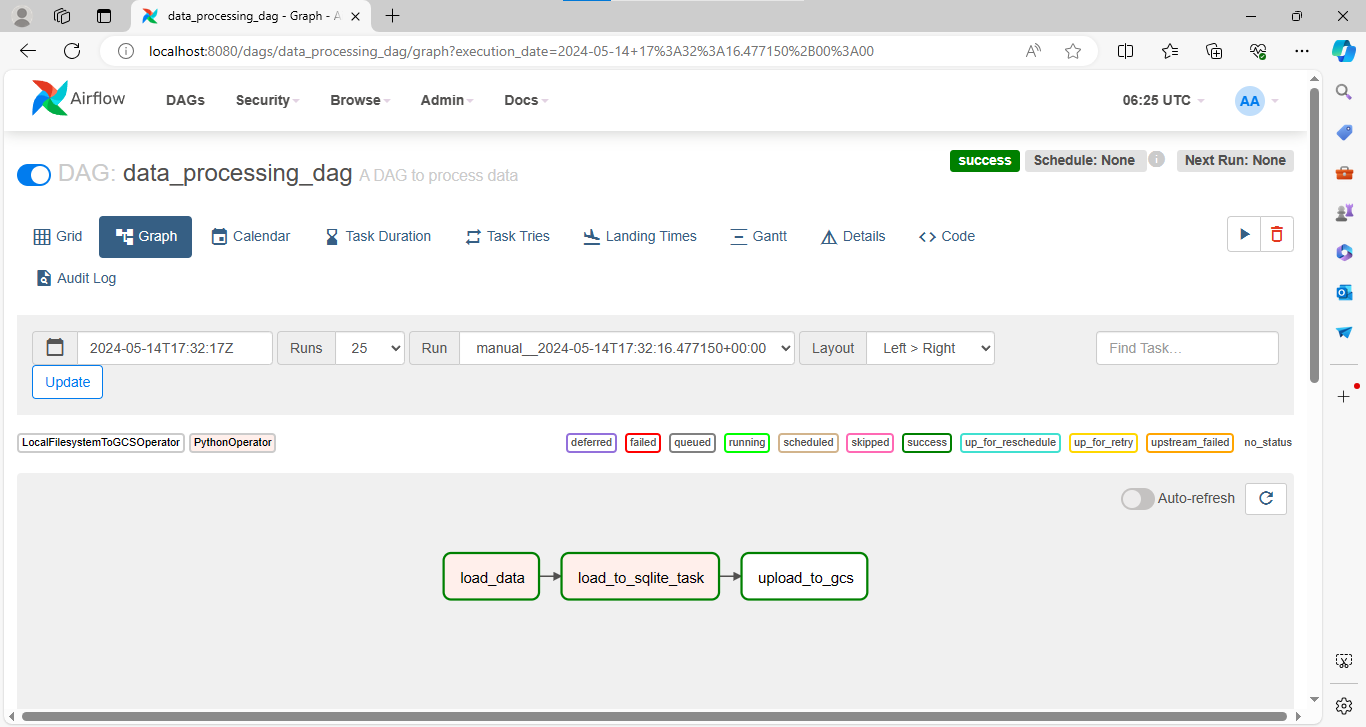 data_processing_dag - Graph - A
localhost:8080/dags/data_processing_dag/graph?execution_date=2024-05-14+17%3A32%3A16.477150%2B00%3A00
Airflow DAGs Security Browse Admin Docs 06:25 UTC AA
DAG: data_processing_dag A DAG to process data success Schedule: None Next Run: None
Grid Graph Calendar Task Duration Task Tries Landing Times Gantt Details Code
Audit Log
2024-05-14T17:32:17Z Runs 25 Run manual__2024-05-14T17:32:16.477150+00:00 Layout Left > Right Find Task...
Update
LocalFilesystemToGCSOperator PythonOperator deferred failed queued running scheduled skipped success up_for_reschedule up_for_retry upstream_failed no_status
Auto-refresh
load_data load_to_sqlite_task upload_to_gcs